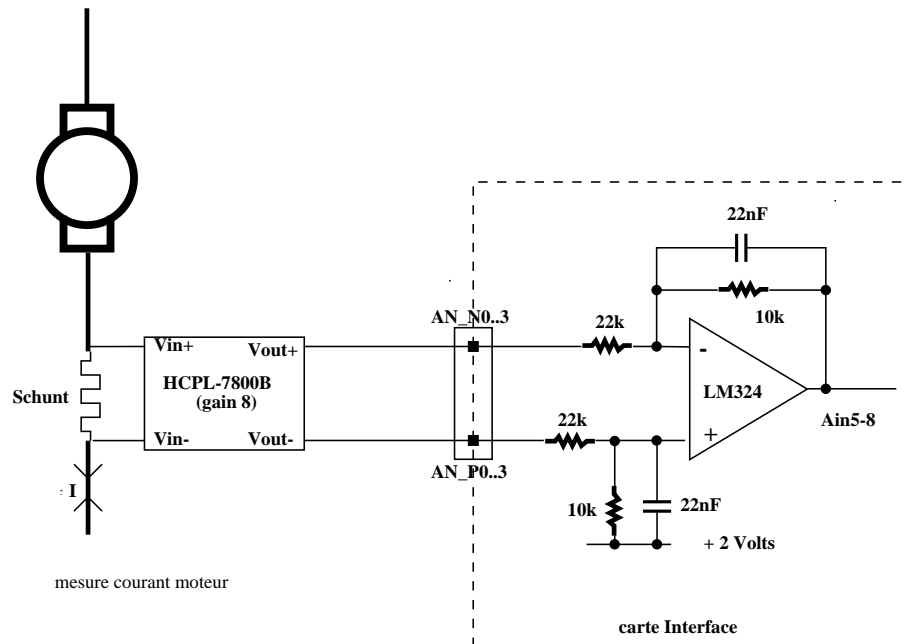 22nF
10k
AN_N0..3
22k
Vin+
Vout+
HCPL-7800B
(gain 8)
Schunt
LM324
-
+
Ain5-8
Vin-
Vout-
22k
AN_P0..3
± I
10k
22nF
+ 2 Volts
mesure courant moteur
carte Interface